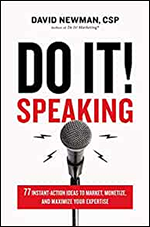 DAVID NEWMAN, CSP
Author of Do It! Marketing
DO IT!
SPEAKING
77 INSTANT-ACTION IDEAS TO MARKET, MONETIZE,
AND MAXIMIZE YOUR EXPERTISE